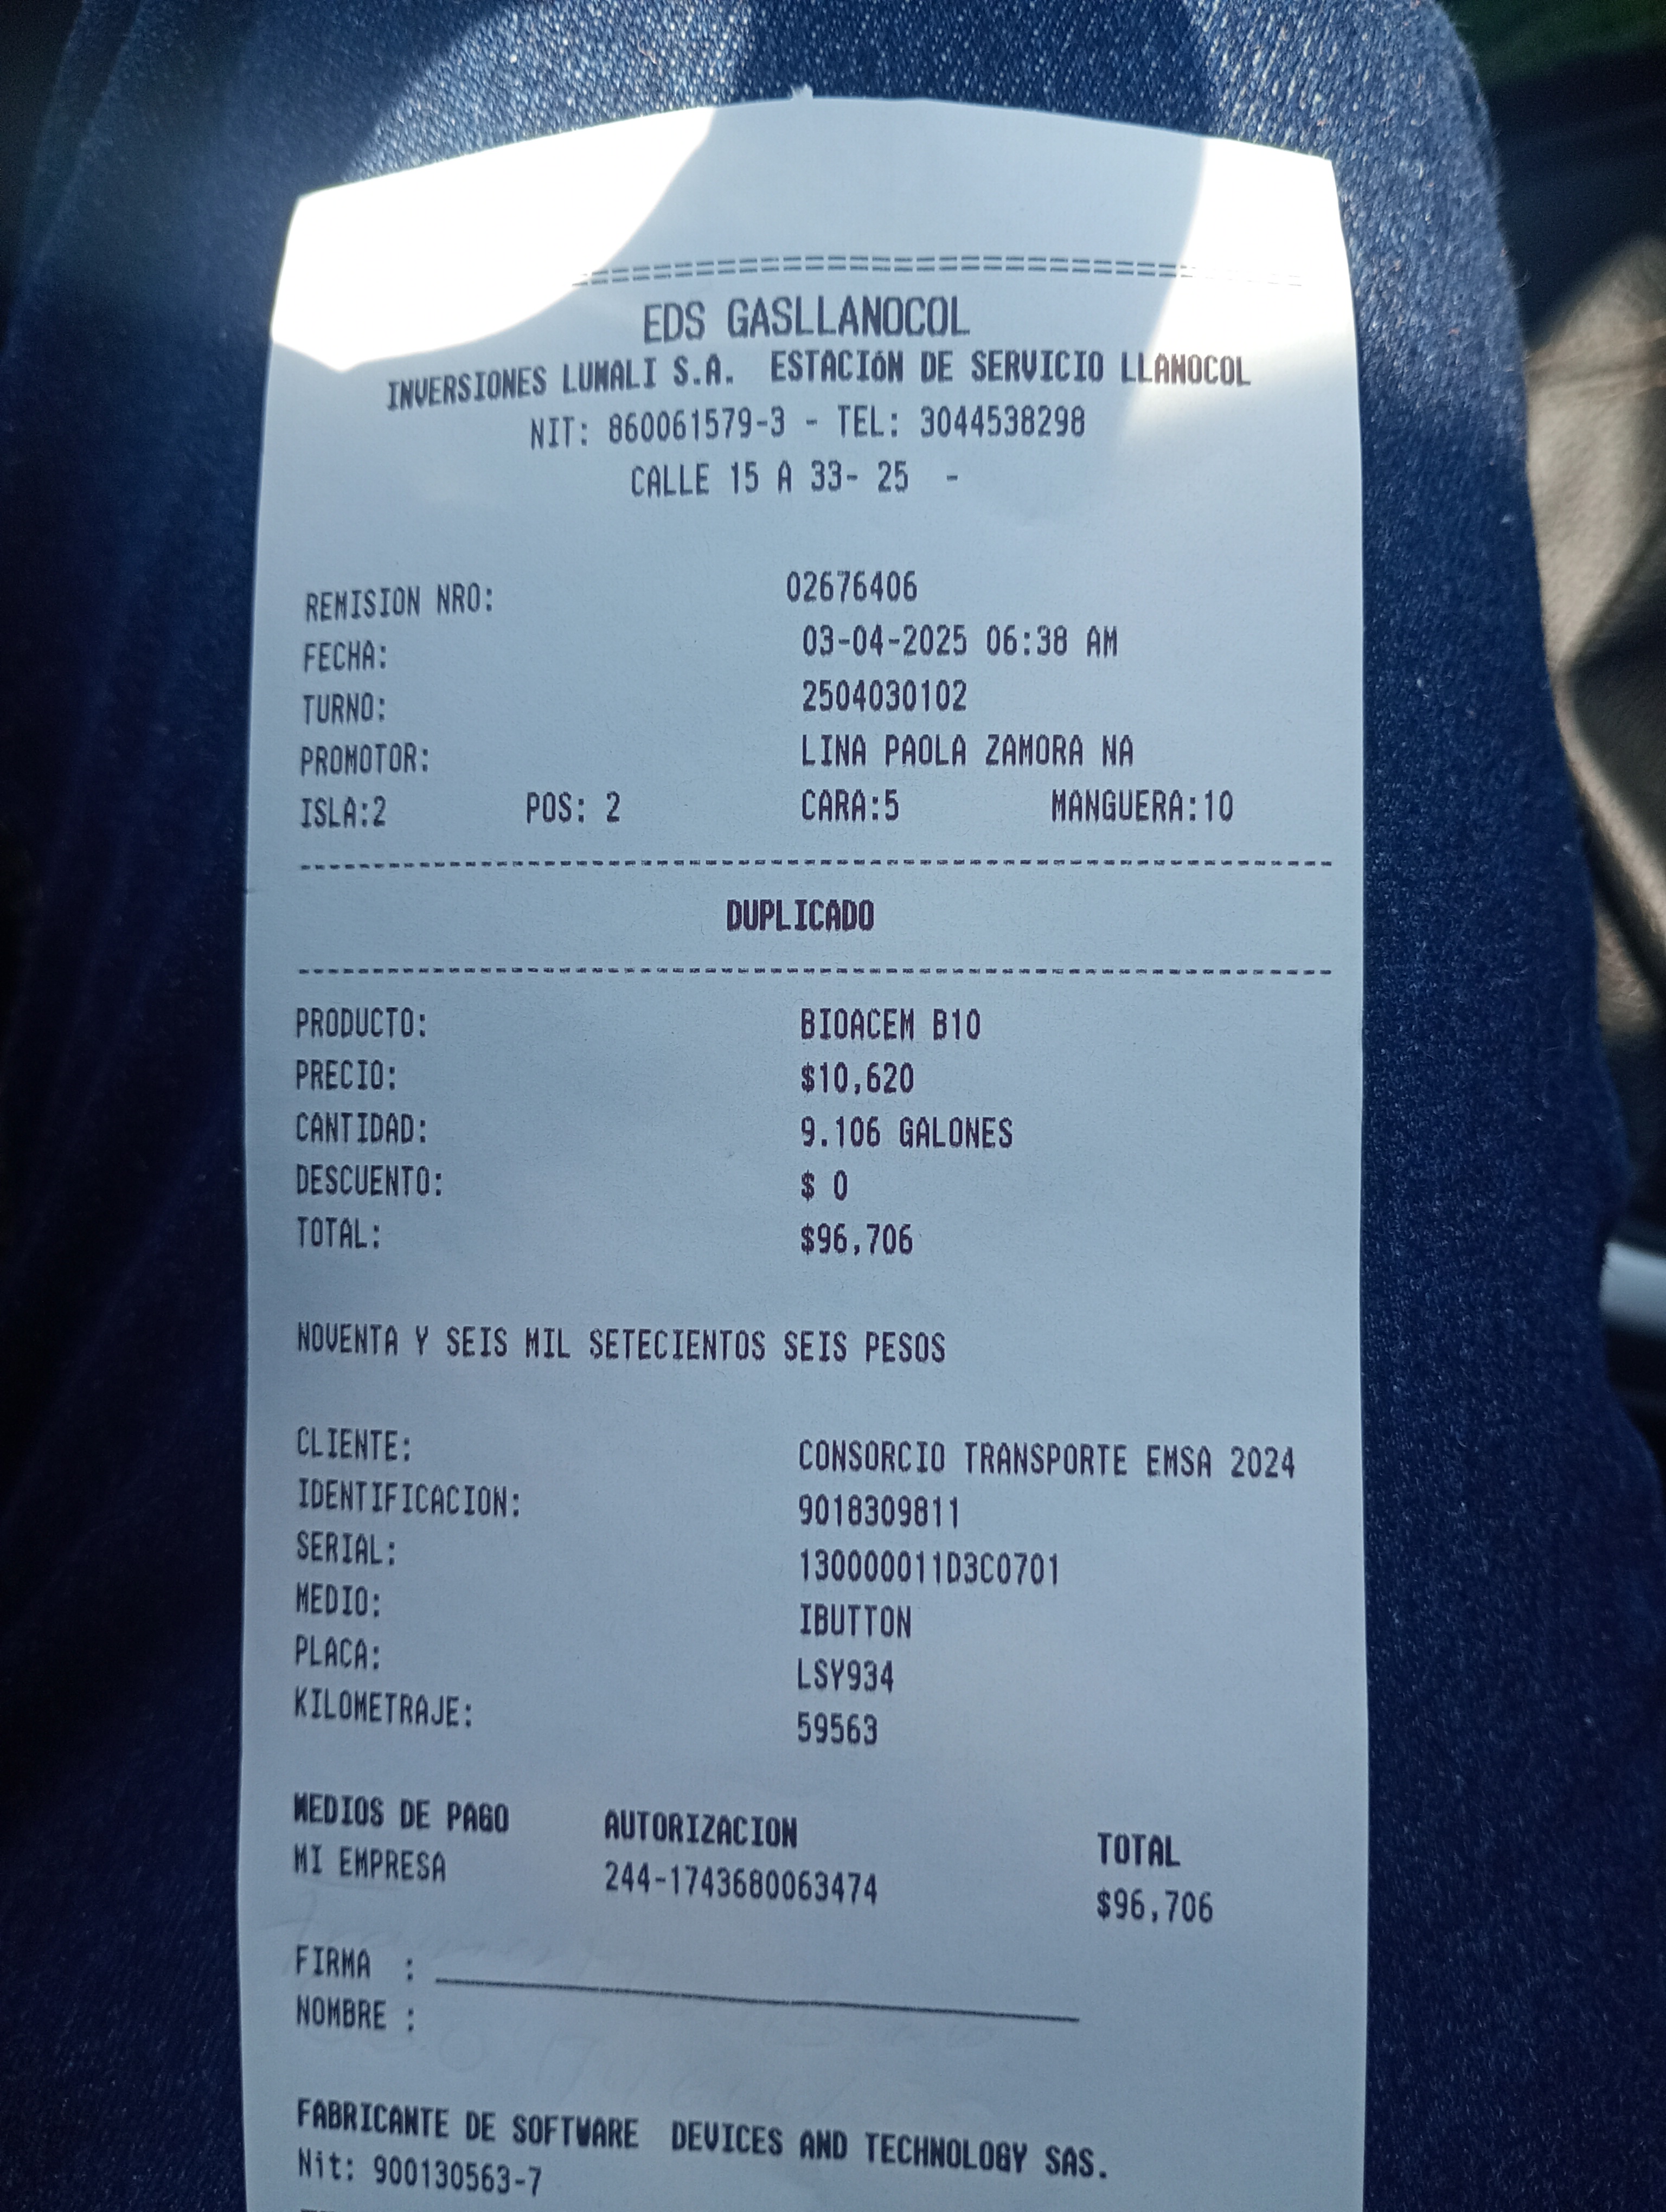 ==========================================
EDS GASLLANOCOL
INVERSIONES LUMALI S.A. ESTACIÓN DE SERVICIO LLANOCOL
NIT: 860061579-3 - TEL: 3044538298
CALLE 15 A 33- 25 -
REMISION NRO: 02676406
FECHA: 03-04-2025 06:38 AM
TURNO: 2504030102
PROMOTOR: LINA PAOLA ZAMORA NA
ISLA:2 POS: 2 CARA:5 MANGUERA:10
DUPLICADO
PRODUCTO: BIOACEM B10
PRECIO: $10,620
CANTIDAD: 9.106 GALONES
DESCUENTO: $ 0
TOTAL: $96,706
NOVENTA Y SEIS MIL SETECIENTOS SEIS PESOS
CLIENTE: CONSORCIO TRANSPORTE EMSA 2024
IDENTIFICACION: 9018309811
SERIAL: 130000011D3C0701
MEDIO: IBUTTON
PLACA: LSY934
KILOMETRAJE: 59563
MEDIOS DE PAGO AUTORIZACION TOTAL
MI EMPRESA 244-1743680063474 $96,706
FIRMA :
NOMBRE :
FABRICANTE DE SOFTWARE DEVICES AND TECHNOLOGY SAS.
Nit: 900130563-7